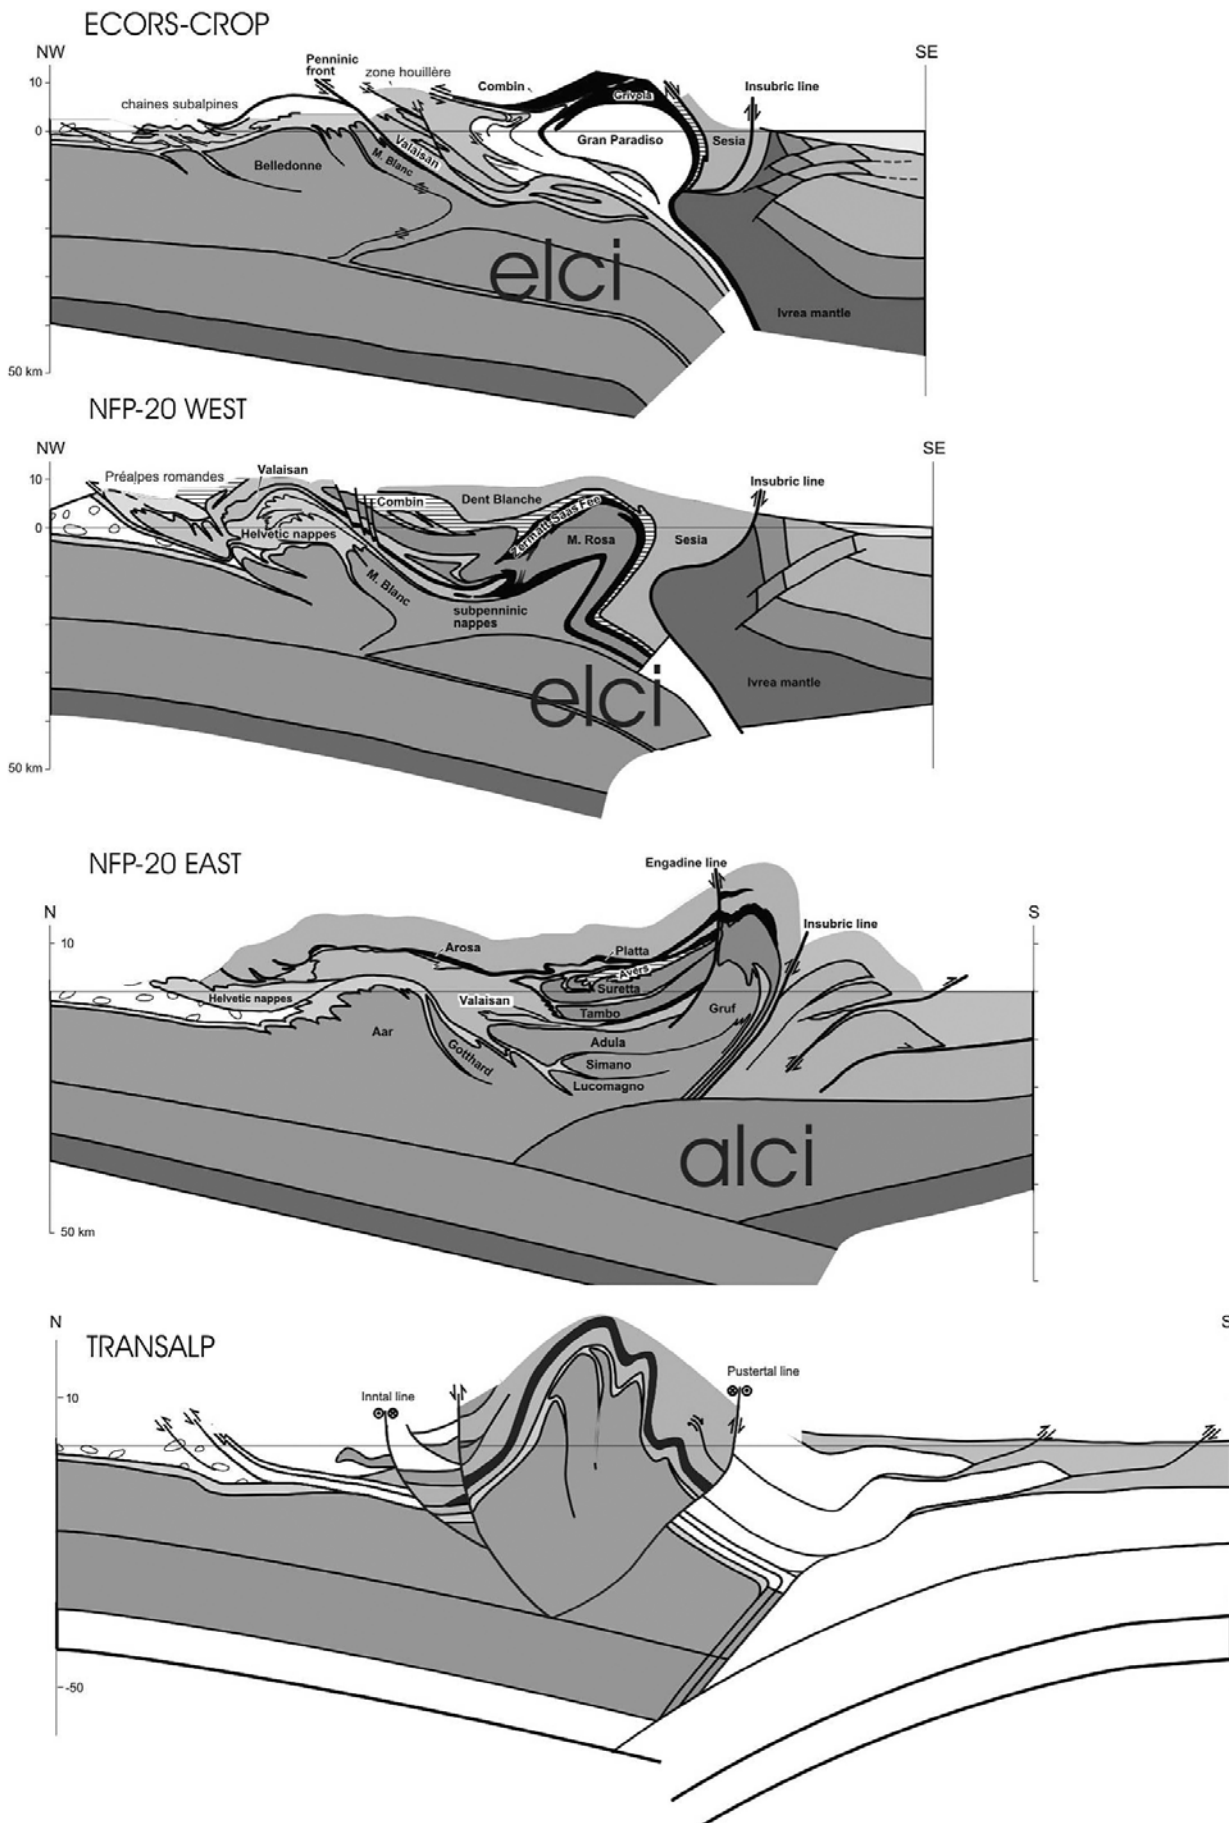 ECORS-CROP
NW
SE
Penninic
front
zone houillère
Combin
Grivola
Insubric line
10
chaines subalpines
0
Belledonne
M. Blanc
Valaisan
Gran Paradiso
Sesia
elci
Ivrea mantle
50 km
NFP-20 WEST
NW
SE
Préalpes romandes
Valaisan
10
Combin
Dent Blanche
Zermatt Saas Fee
Insubric line
0
Helvetic nappes
M. Rosa
Sesia
M. Blanc
subpenninic
nappes
elci
Ivrea mantle
50 km
NFP-20 EAST
Engadine line
N
S
Insubric line
10
Arosa
Platta
Avers
Suretta
Helvetic nappes
Valaisan
Tambo
Gruf
Aar
Gotthard
Adula
Simano
Lucomagno
alci
50 km
N
S
TRANSALP
Pustertal line
Inntal line
10
-50